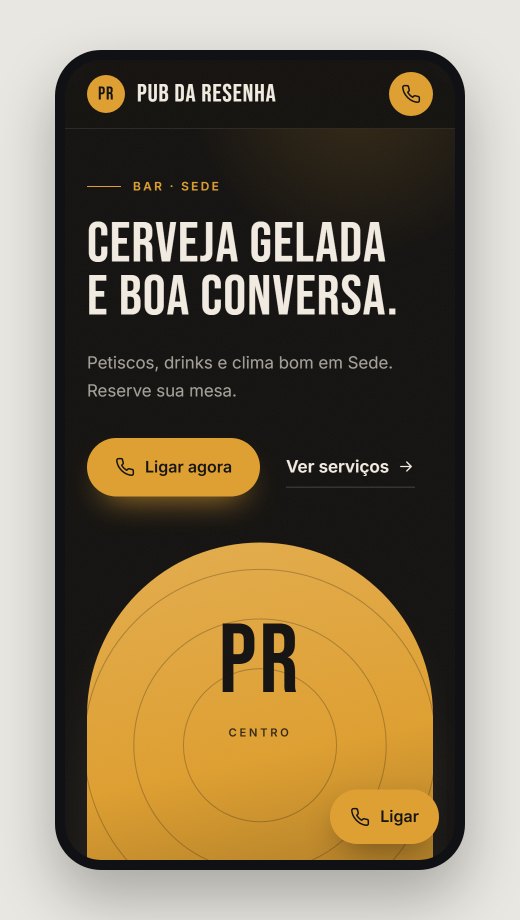 PR PUB DA RESENHA
BAR · SEDE
CERVEJA GELADA
E BOA CONVERSA.
Petiscos, drinks e clima bom em Sede.
Reserve sua mesa.
Ligar agora
Ver serviços →
PR
CENTRO
Ligar